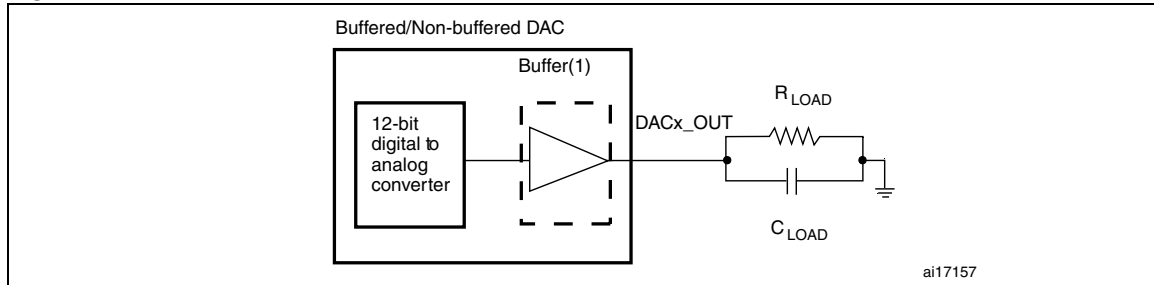 Buffered/Non-buffered DAC
Buffer(1)
12-bit
digital to
analog
converter
DACx_OUT
R LOAD
C LOAD
ai17157